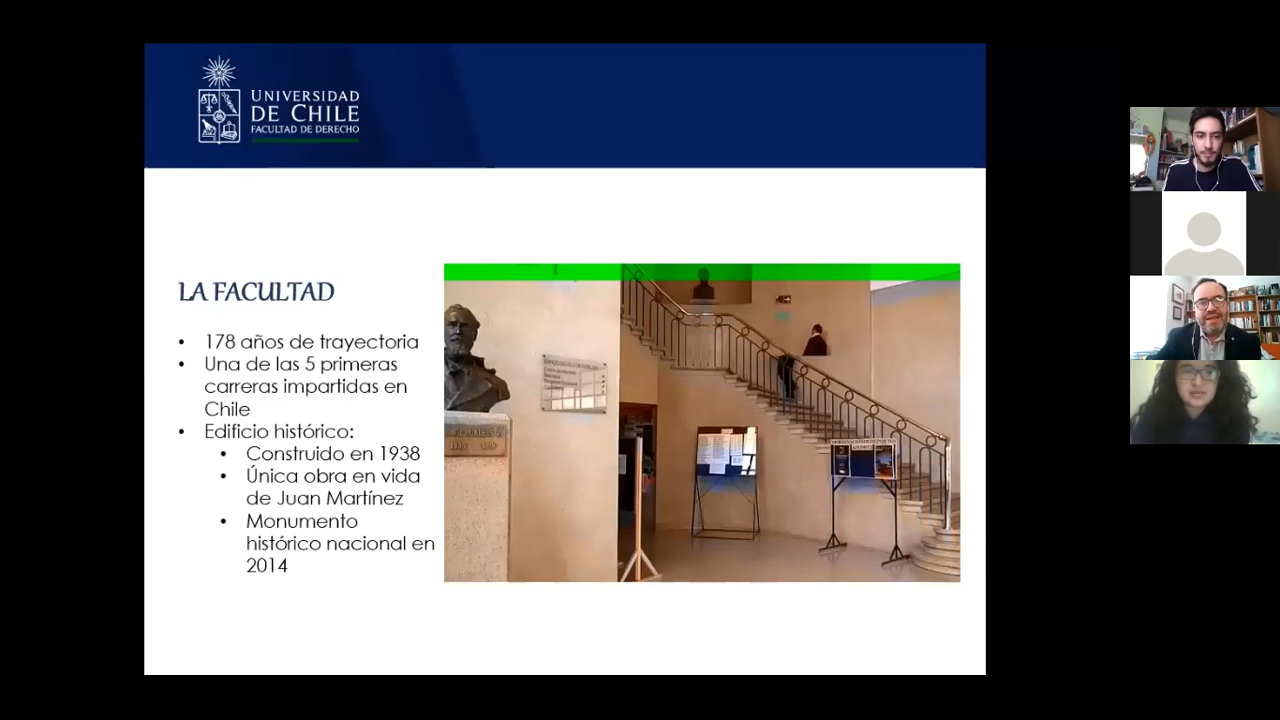 UNIVERSIDAD
DE CHILE
FACULTAD DE DERECHO
LA FACULTAD
• 178 años de trayectoria
• Una de las 5 primeras
carreras impartidas en
Chile
• Edificio histórico:
• Construido en 1938
• Única obra en vida
de Juan Martínez
• Monumento
histórico nacional en
2014